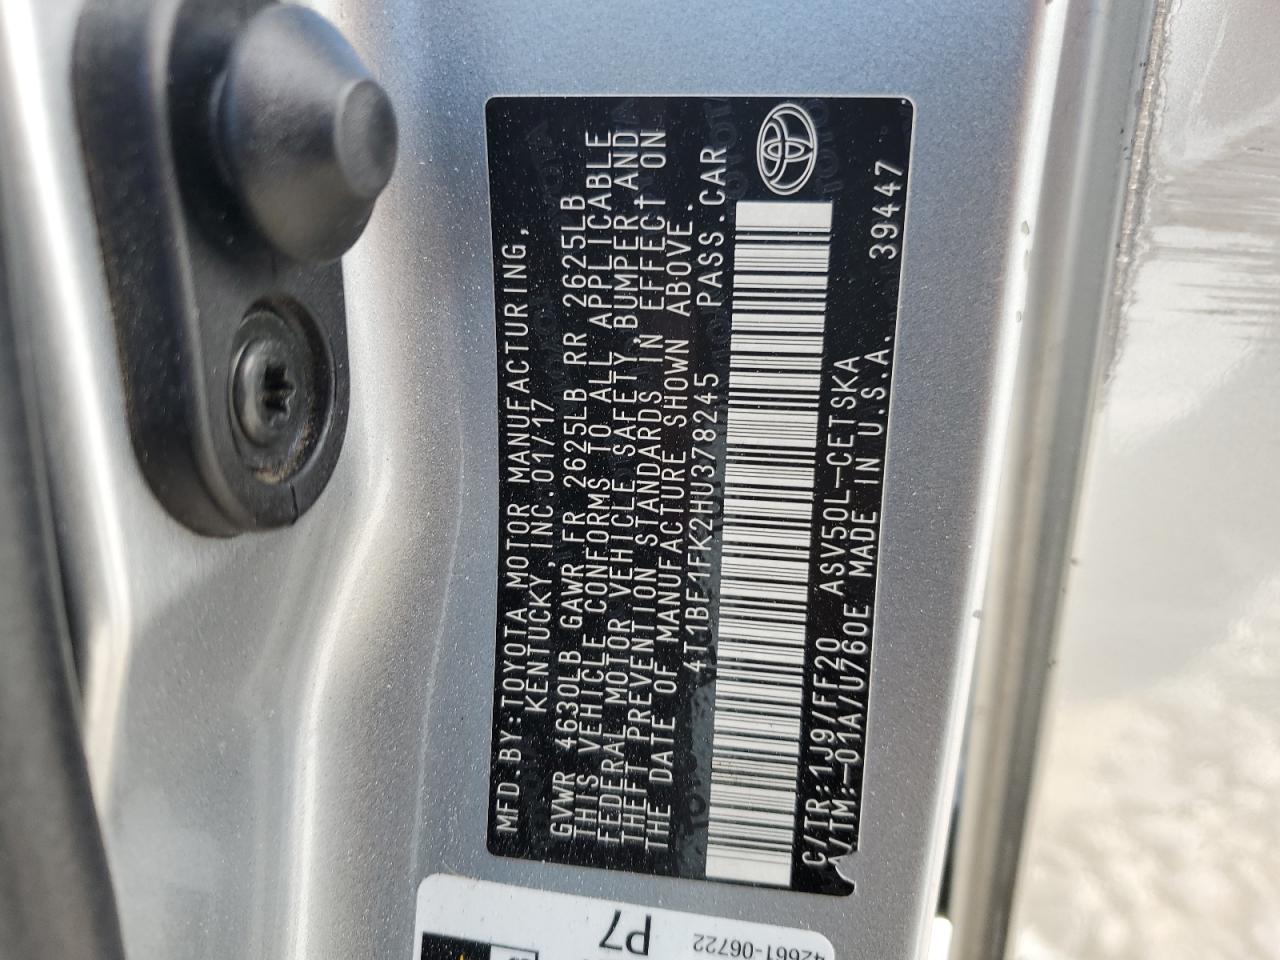 MFD.BY:TOYOTA MOTOR MANUFACTURING,
KENTUCKY,INC.01/17
GVWR 4630LB GAWR FR 2625LB RR 2625LB
THIS VEHICLE CONFORMS TO ALL APPLICABLE
FEDERAL MOTOR VEHICLE SAFETY,BUMPER,AND
THEFT PREVENTION STANDARDS IN EFFECT ON
THE DATE OF MANUFACTURE SHOWN ABOVE.
4T1BF1FK2HU378245 PASS.CAR
C/TR:1J9/FF20 ASV50L-CETSKA
A/TM:-01A/U760E MADE IN U.S.A. 39447
P7
42661-06722